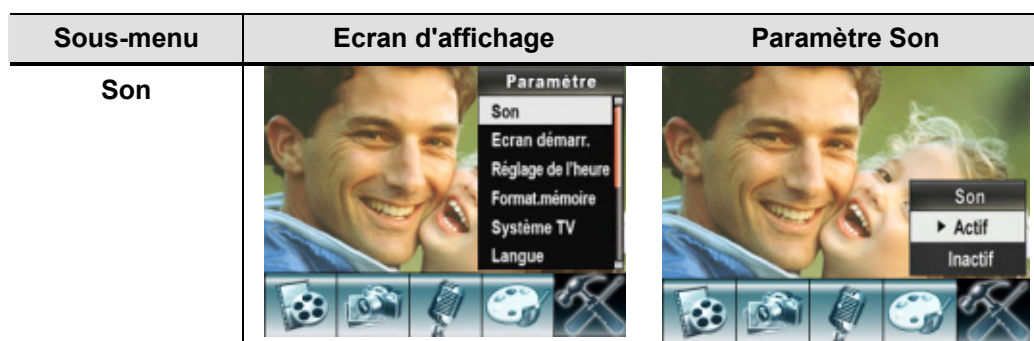 Sous-menu
Ecran d'affichage
Paramètre Son
Son
Paramètre
Son
Ecran démarr.
Réglage de l'heure
Format.mémoire
Système TV
Langue
Son
Actif
Inactif